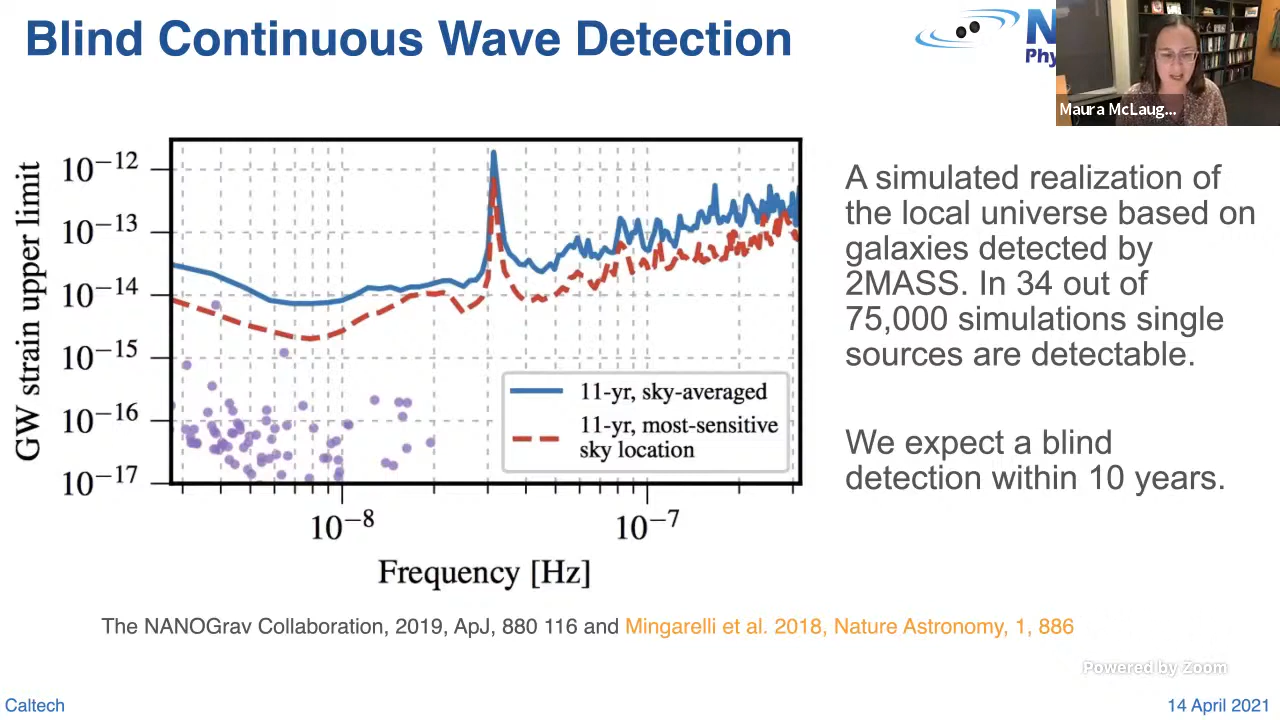 Blind Continuous Wave Detection
N
Phy
Maura McLaug...
GW strain upper limit
10−12
10−13
10−14
10−15
10−16
10−17
11-yr, sky-averaged
11-yr, most-sensitive
sky location
10−8
10−7
Frequency [Hz]
A simulated realization of
the local universe based on
galaxies detected by
2MASS. In 34 out of
75,000 simulations single
sources are detectable.
We expect a blind
detection within 10 years.
The NANOGrav Collaboration, 2019, ApJ, 880 116 and Mingarelli et al. 2018, Nature Astronomy, 1, 886
Powered by Zoom
Caltech
14 April 2021